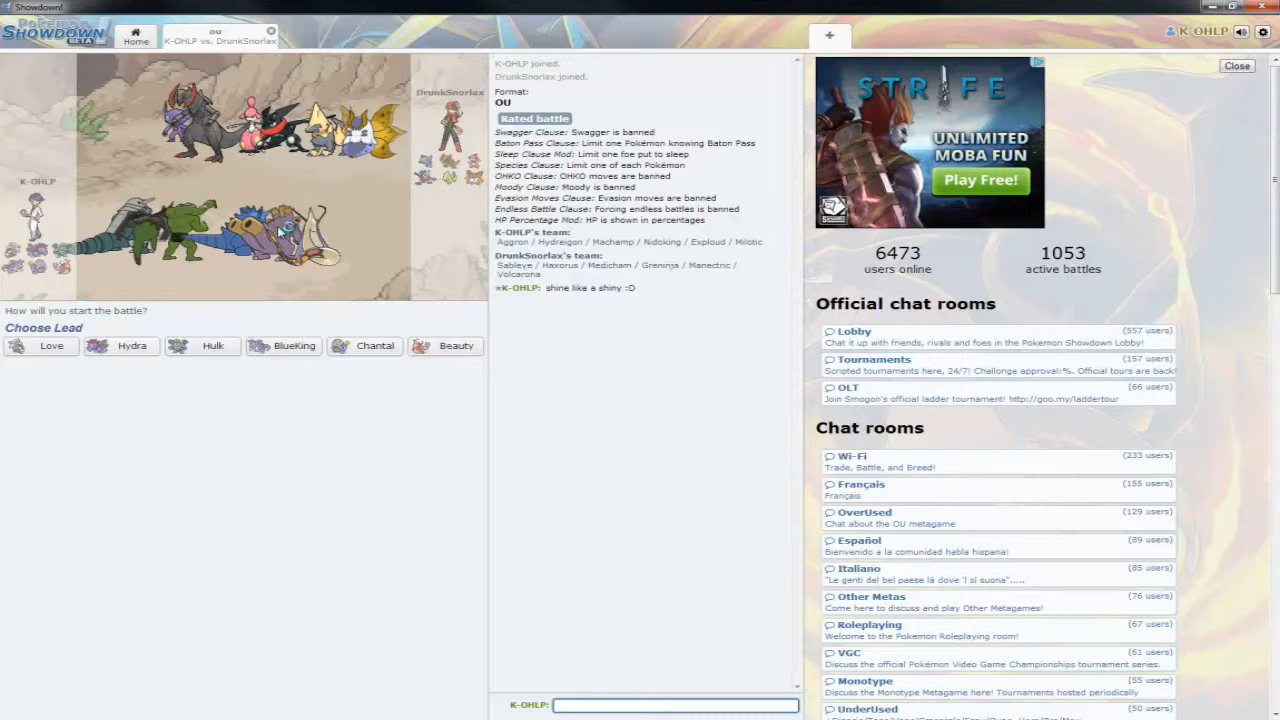 Showdown!
Pokémon
SHOWDOWN!
BETA
Home
ou
K-OHLP vs. DrunkSnorlax
+
K-OHLP
DrunkSnorlax
K-OHLP
How will you start the battle?
Choose Lead
Love
Hydra
Hulk
BlueKing
Chantal
Beauty
K-OHLP joined.
DrunkSnorlax joined.
Format:
OU
Rated battle
Swagger Clause: Swagger is banned
Baton Pass Clause: Limit one Pokémon knowing Baton Pass
Sleep Clause Mod: Limit one foe put to sleep
Species Clause: Limit one of each Pokémon
OHKO Clause: OHKO moves are banned
Moody Clause: Moody is banned
Evasion Moves Clause: Evasion moves are banned
Endless Battle Clause: Forcing endless battles is banned
HP Percentage Mod: HP is shown in percentages
K-OHLP's team:
Aggron / Hydreigon / Machamp / Nidoking / Exploud / Milotic
DrunkSnorlax's team:
Sableye / Haxorus / Medicham / Greninja / Manectric /
Volcarona
★K-OHLP: shine like a shiny :D
K-OHLP:
STRIFE
UNLIMITED
MOBA FUN
Play Free!
Close
6473
users online
1053
active battles
Official chat rooms
Lobby (557 users)
Chat it up with friends, rivals and foes in the Pokemon Showdown Lobby!
Tournaments (157 users)
Scripted tournaments here, 24/7! Challonge approval:%. Official tours are back!
OLT (66 users)
Join Smogon's official ladder tournament! http://goo.my/laddertour
Chat rooms
Wi-Fi (233 users)
Trade, Battle, and Breed!
Français (155 users)
Français
OverUsed (129 users)
Chat about the OU metagame
Español (89 users)
Bienvenido a la comunidad habla hispana!
Italiano (85 users)
"Le genti del bel paese là dove 'l sì suona".....
Other Metas (76 users)
Come here to discuss and play Other Metagames!
Roleplaying (67 users)
Welcome to the Pokemon Roleplaying room!
VGC (61 users)
Discuss the official Pokémon Video Game Championships tournament series.
Monotype (55 users)
Discuss the Monotype Metagame here! Tournaments hosted periodically
UnderUsed (50 users)